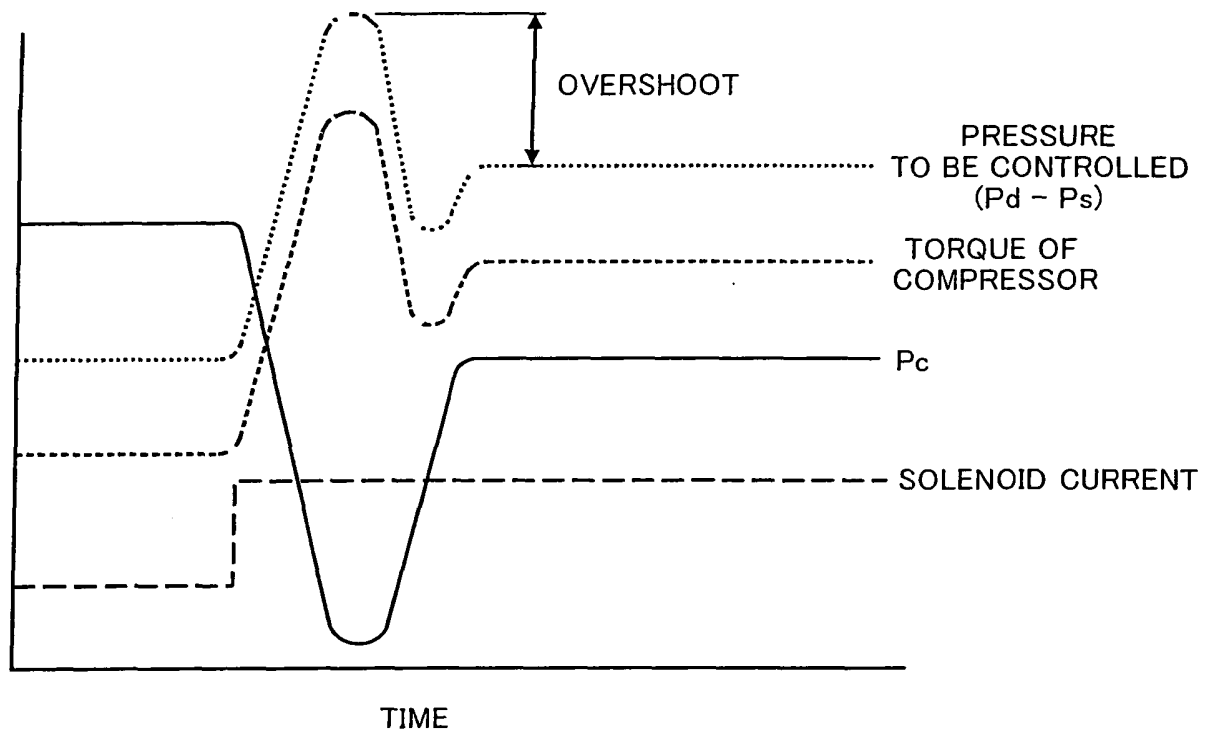 OVERSHOOT
PRESSURE
TO BE CONTROLLED
(Pd - Ps)
TORQUE OF
COMPRESSOR
Pc
SOLENOID CURRENT
TIME